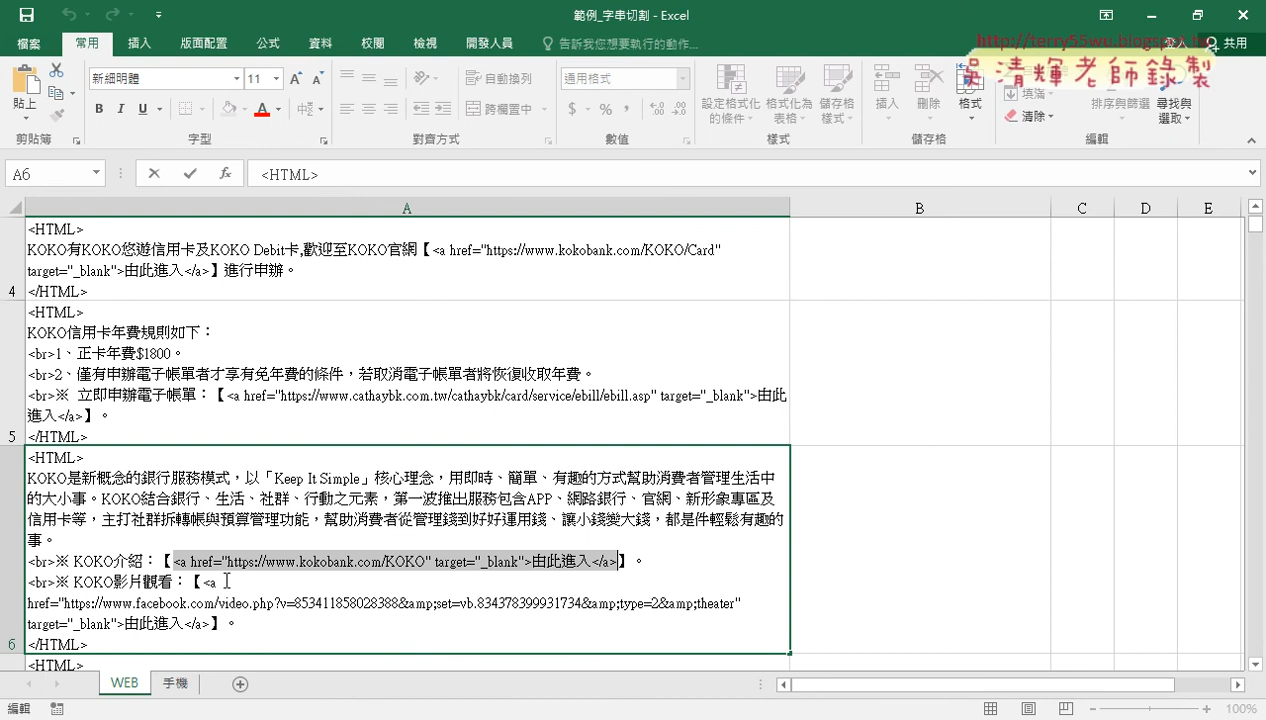 範例_字串切割 - Excel
檔案 常用 插入 版面配置 公式 資料 校閱 檢視 開發人員 告訴我您想要執行的動作... 登入 共用
http://terry55wu.blogspot.tw
吳清輝老師錄製
貼上
新細明體 11 自動換列 通用格式
B I U 跨欄置中 $ % ,
設定格式化的條件 格式化為表格 儲存格樣式 插入 刪除 格式 填滿 清除 排序與篩選 尋找與選取
剪貼簿 字型 對齊方式 數值 樣式 儲存格 編輯
A6 fx <HTML>
A B C D E
<HTML>
KOKO有KOKO悠遊信用卡及KOKO Debit卡,歡迎至KOKO官網【<a href="https://www.kokobank.com/KOKO/Card"
target="_blank">由此進入</a>】進行申辦。
4 </HTML>
<HTML>
KOKO信用卡年費規則如下：
<br>1、正卡年費$1800。
<br>2、僅有申辦電子帳單者才享有免年費的條件，若取消電子帳單者將恢復收取年費。
<br>※ 立即申辦電子帳單：【<a href="https://www.cathaybk.com.tw/cathaybk/card/service/ebill/ebill.asp" target="_blank">由此
進入</a>】。
5 </HTML>
<HTML>
KOKO是新概念的銀行服務模式，以「Keep It Simple」核心理念，用即時、簡單、有趣的方式幫助消費者管理生活中
的大小事。KOKO結合銀行、生活、社群、行動之元素，第一波推出服務包含APP、網路銀行、官網、新形象專區及
信用卡等，主打社群拆轉帳與預算管理功能，幫助消費者從管理錢到好好運用錢、讓小錢變大錢，都是件輕鬆有趣的
事。
<br>※ KOKO介紹：【<a href="https://www.kokobank.com/KOKO" target="_blank">由此進入</a>】。
<br>※ KOKO影片觀看：【<a
href="https://www.facebook.com/video.php?v=853411858028388&amp;set=vb.834378399931734&amp;type=2&amp;theater"
target="_blank">由此進入</a>】。
6 </HTML>
<HTML>
WEB 手機
編輯 100%